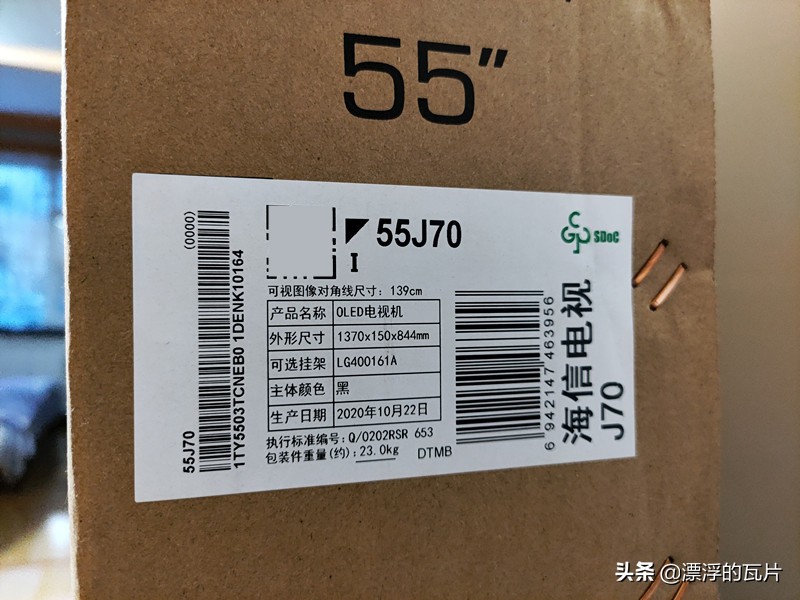 55"
55J70
I
SDoC
可视图像对角线尺寸: 139cm
产品名称 OLED电视机
外形尺寸 1370x150x844mm
可选挂架 LG400161A
主体颜色 黑
生产日期 2020年10月22日
执行标准编号: Q/0202RSR 653
包装件重量(约): 23.0kg DTMB
(0000)
55J70
1TY5503TCNEB0 1DENK10164
6 942147 463956
海信电视
J70
头条 @漂浮的瓦片